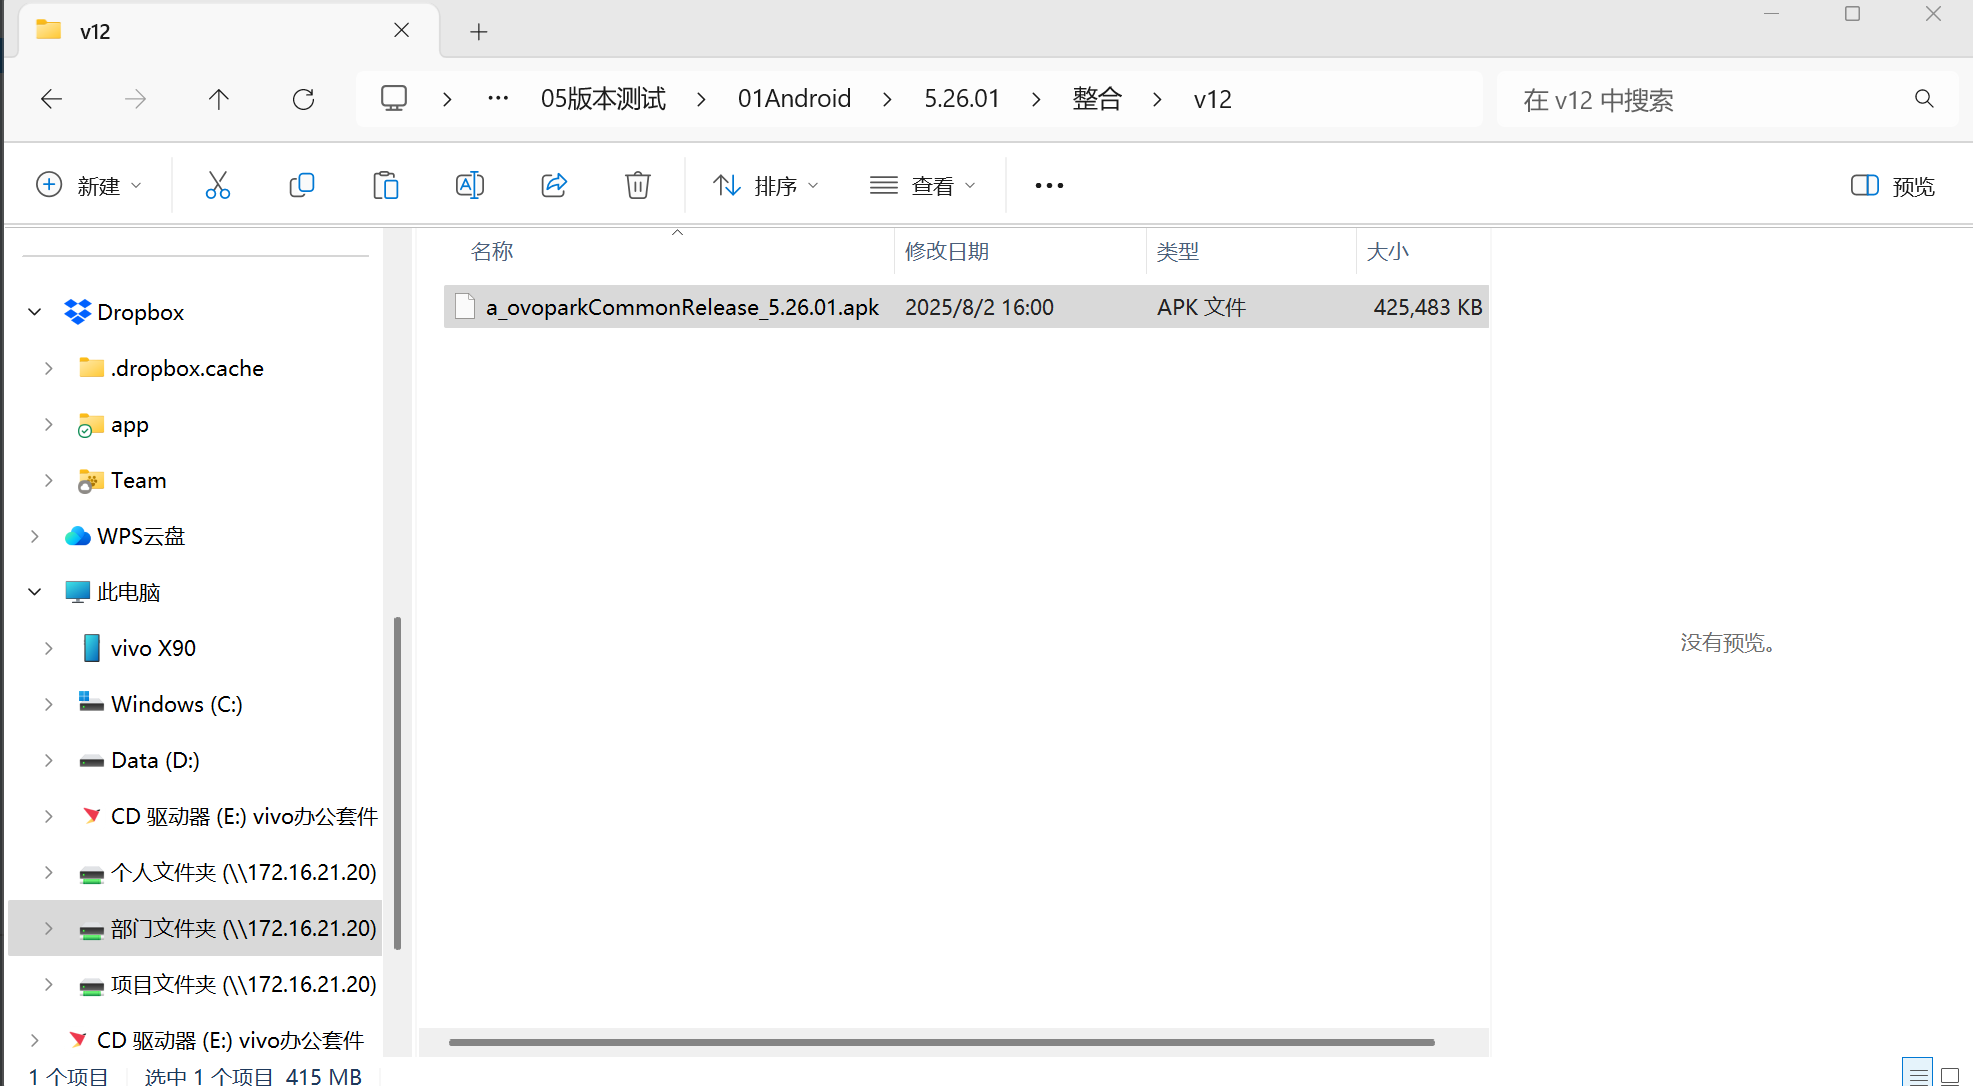 v12
05版本测试 01Android 5.26.01 整合 v12
在 v12 中搜索
新建 排序 查看 预览
名称 修改日期 类型 大小
a_ovoparkCommonRelease_5.26.01.apk 2025/8/2 16:00 APK 文件 425,483 KB
Dropbox
.dropbox.cache
app
Team
WPS云盘
此电脑
vivo X90
Windows (C:)
Data (D:)
CD 驱动器 (E:) vivo办公套件
个人文件夹 (\\172.16.21.20)
部门文件夹 (\\172.16.21.20)
项目文件夹 (\\172.16.21.20)
CD 驱动器 (E:) vivo办公套件
没有预览。
1 个项目 选中 1 个项目 415 MB